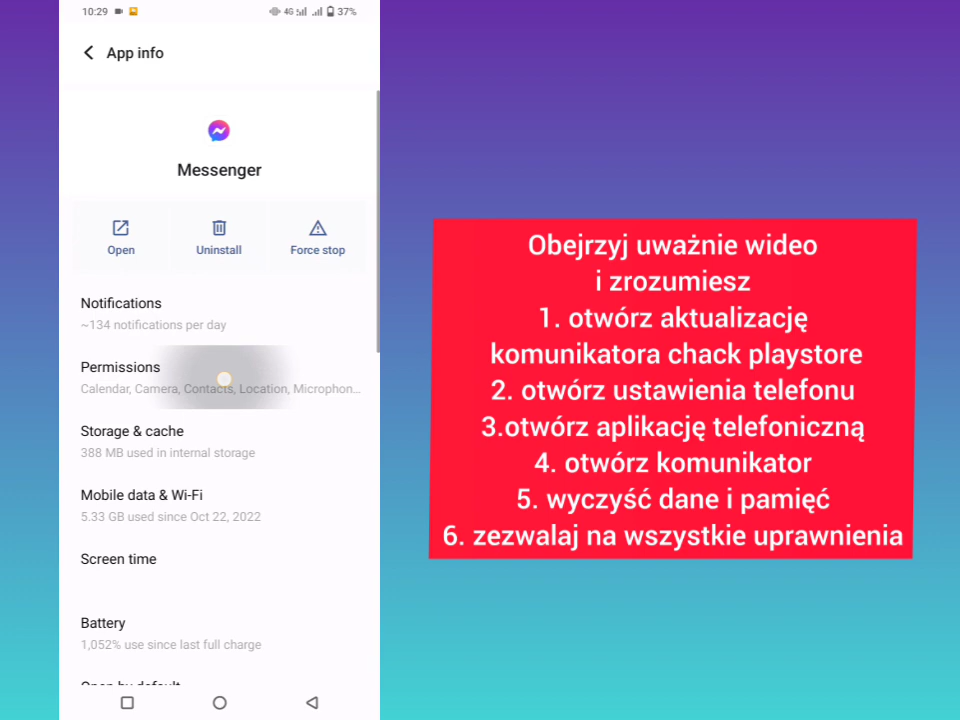 10:29
4G
37%
App info
Messenger
Open
Uninstall
Force stop
Notifications
~134 notifications per day
Permissions
Calendar, Camera, Contacts, Location, Microphon...
Storage & cache
388 MB used in internal storage
Mobile data & Wi-Fi
5.33 GB used since Oct 22, 2022
Screen time
Battery
1,052% use since last full charge
Open by default
Obejrzyj uważnie wideo
i zrozumiesz
1. otwórz aktualizację
komunikatora chack playstore
2. otwórz ustawienia telefonu
3.otwórz aplikację telefoniczną
4. otwórz komunikator
5. wyczyść dane i pamięć
6. zezwalaj na wszystkie uprawnienia